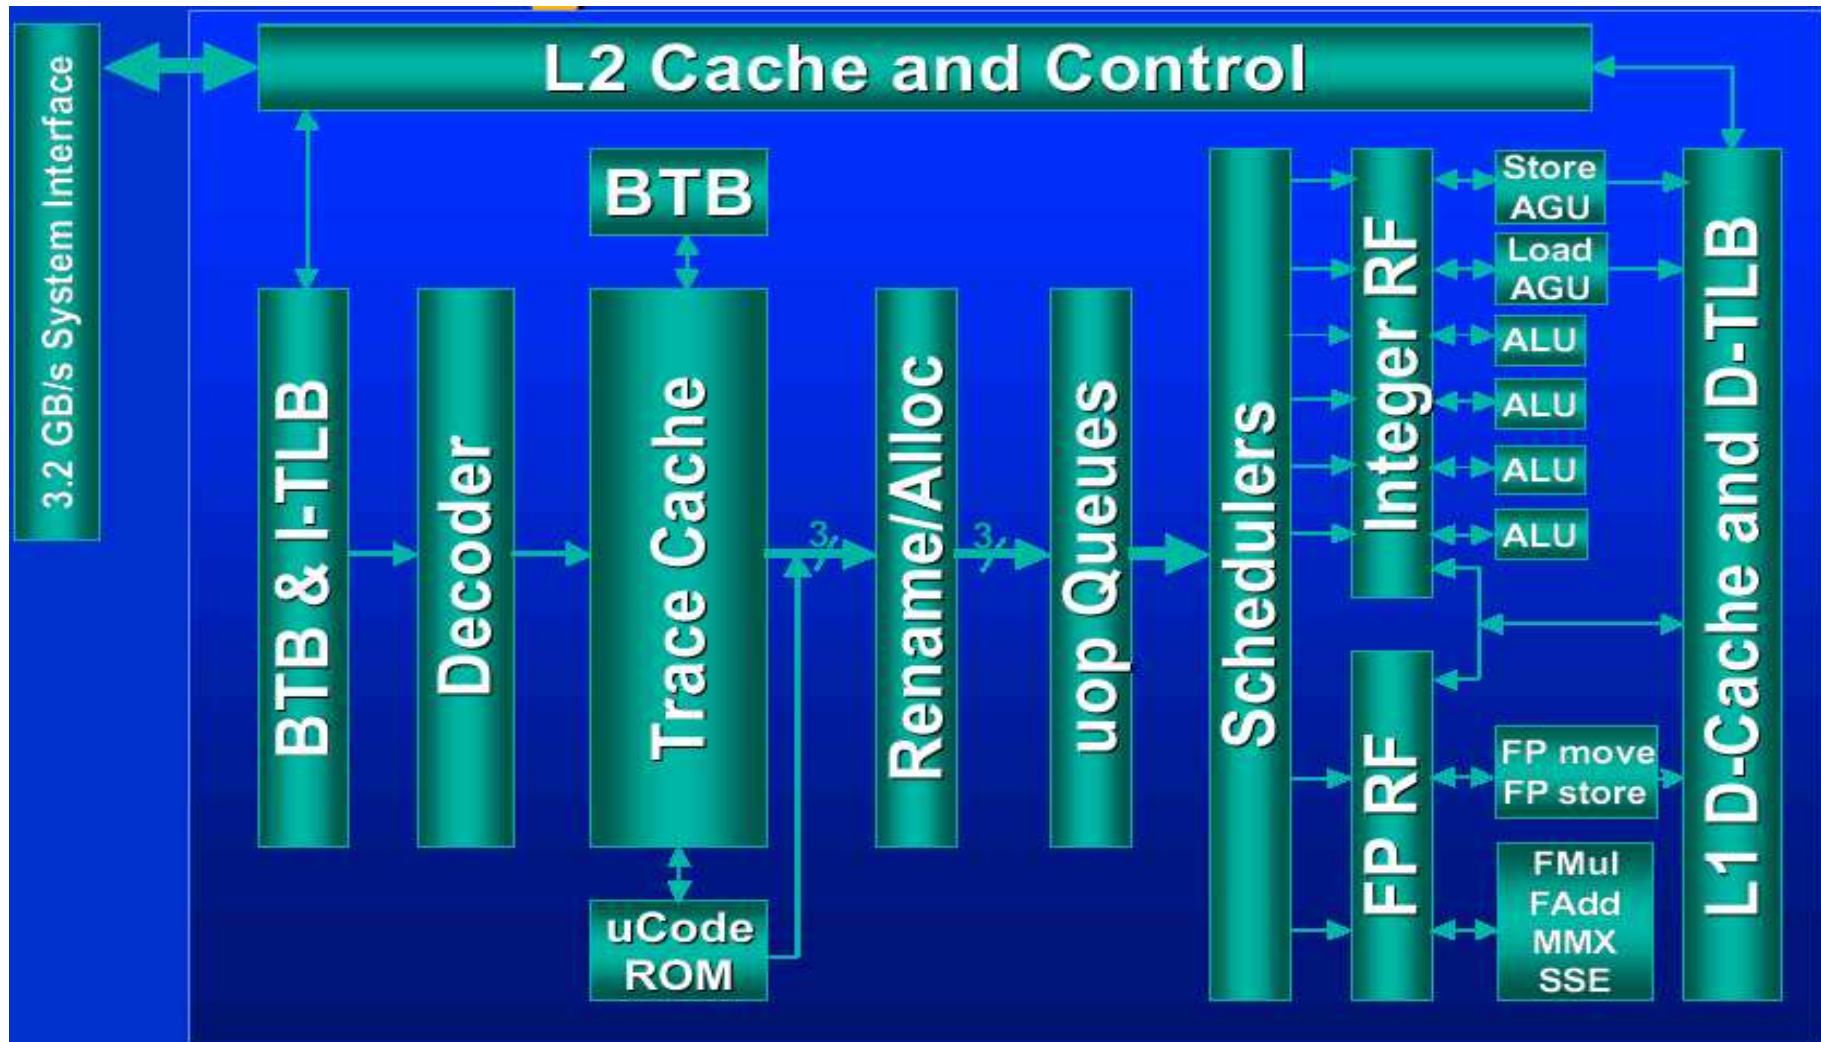 L2 Cache and Control
3.2 GB/s System Interface
BTB
BTB & I-TLB
Decoder
Trace Cache
3
Rename/Alloc
3
uop Queues
Schedulers
Integer RF
Store
AGU
Load
AGU
ALU
ALU
ALU
ALU
FP RF
FP move
FP store
FMul
FAdd
MMX
SSE
L1 D-Cache and D-TLB
uCode
ROM